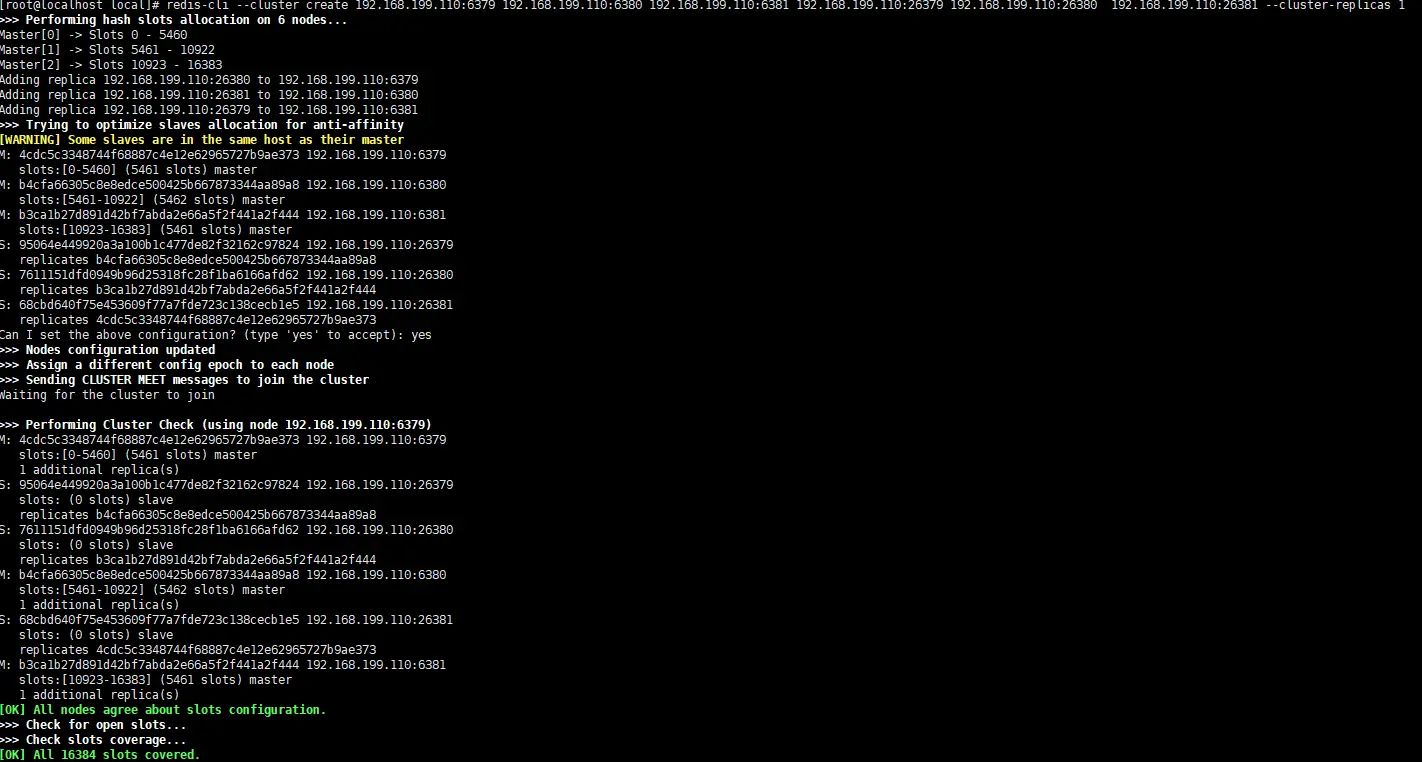 [root@localhost local]# redis-cli --cluster create 192.168.199.110:6379 192.168.199.110:6380 192.168.199.110:6381 192.168.199.110:26379 192.168.199.110:26380  192.168.199.110:26381 --cluster-replicas 1
>>> Performing hash slots allocation on 6 nodes...
Master[0] -> Slots 0 - 5460
Master[1] -> Slots 5461 - 10922
Master[2] -> Slots 10923 - 16383
Adding replica 192.168.199.110:26380 to 192.168.199.110:6379
Adding replica 192.168.199.110:26381 to 192.168.199.110:6380
Adding replica 192.168.199.110:26379 to 192.168.199.110:6381
>>> Trying to optimize slaves allocation for anti-affinity
[WARNING] Some slaves are in the same host as their master
M: 4cdc5c3348744f68887c4e12e62965727b9ae373 192.168.199.110:6379
   slots:[0-5460] (5461 slots) master
M: b4cfa66305c8e8edce500425b667873344aa89a8 192.168.199.110:6380
   slots:[5461-10922] (5462 slots) master
M: b3ca1b27d891d42bf7abda2e66a5f2f441a2f444 192.168.199.110:6381
   slots:[10923-16383] (5461 slots) master
S: 95064e449920a3a100b1c477de82f32162c97824 192.168.199.110:26379
   replicates b4cfa66305c8e8edce500425b667873344aa89a8
S: 7611151dfd0949b96d25318fc28f1ba6166afd62 192.168.199.110:26380
   replicates b3ca1b27d891d42bf7abda2e66a5f2f441a2f444
S: 68cbd640f75e453609f77a7fde723c138cecb1e5 192.168.199.110:26381
   replicates 4cdc5c3348744f68887c4e12e62965727b9ae373
Can I set the above configuration? (type 'yes' to accept): yes
>>> Nodes configuration updated
>>> Assign a different config epoch to each node
>>> Sending CLUSTER MEET messages to join the cluster
Waiting for the cluster to join
>>> Performing Cluster Check (using node 192.168.199.110:6379)
M: 4cdc5c3348744f68887c4e12e62965727b9ae373 192.168.199.110:6379
   slots:[0-5460] (5461 slots) master
   1 additional replica(s)
S: 95064e449920a3a100b1c477de82f32162c97824 192.168.199.110:26379
   slots: (0 slots) slave
   replicates b4cfa66305c8e8edce500425b667873344aa89a8
S: 7611151dfd0949b96d25318fc28f1ba6166afd62 192.168.199.110:26380
   slots: (0 slots) slave
   replicates b3ca1b27d891d42bf7abda2e66a5f2f441a2f444
M: b4cfa66305c8e8edce500425b667873344aa89a8 192.168.199.110:6380
   slots:[5461-10922] (5462 slots) master
   1 additional replica(s)
S: 68cbd640f75e453609f77a7fde723c138cecb1e5 192.168.199.110:26381
   slots: (0 slots) slave
   replicates 4cdc5c3348744f68887c4e12e62965727b9ae373
M: b3ca1b27d891d42bf7abda2e66a5f2f441a2f444 192.168.199.110:6381
   slots:[10923-16383] (5461 slots) master
   1 additional replica(s)
[OK] All nodes agree about slots configuration.
>>> Check for open slots...
>>> Check slots coverage...
[OK] All 16384 slots covered.